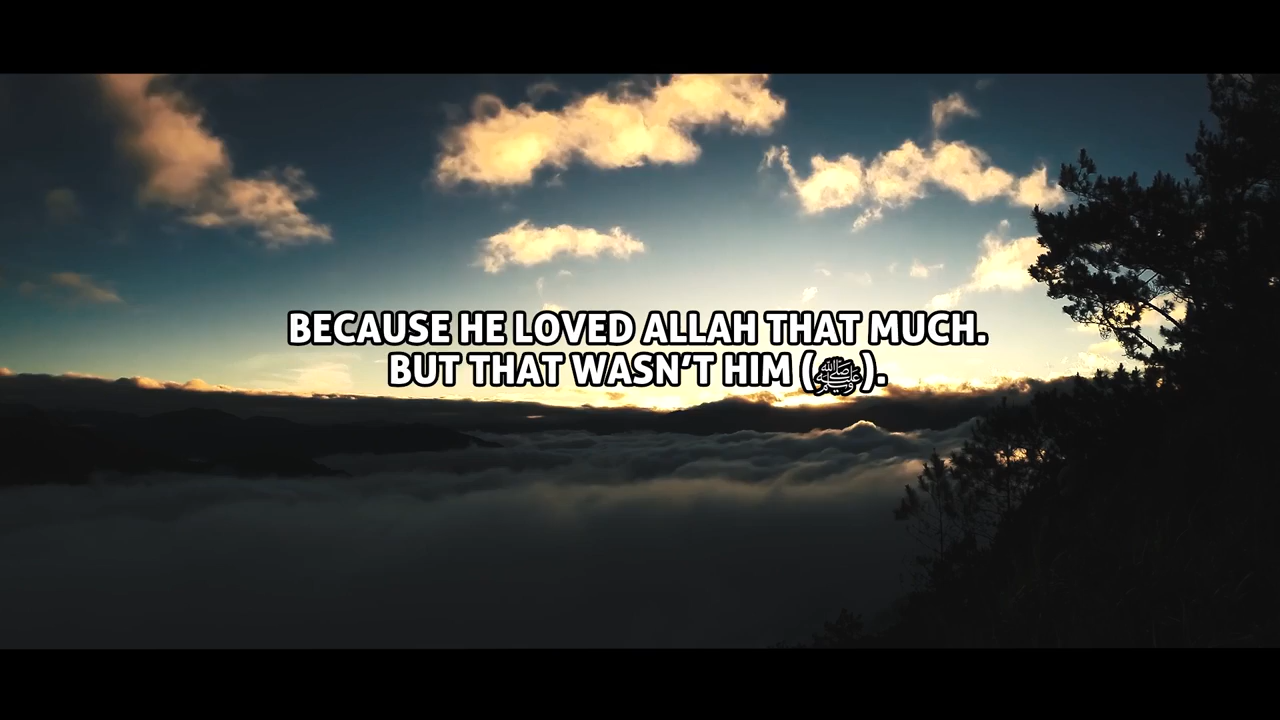 BECAUSE HE LOVED ALLAH THAT MUCH.
BUT THAT WASN'T HIM (ﷺ).